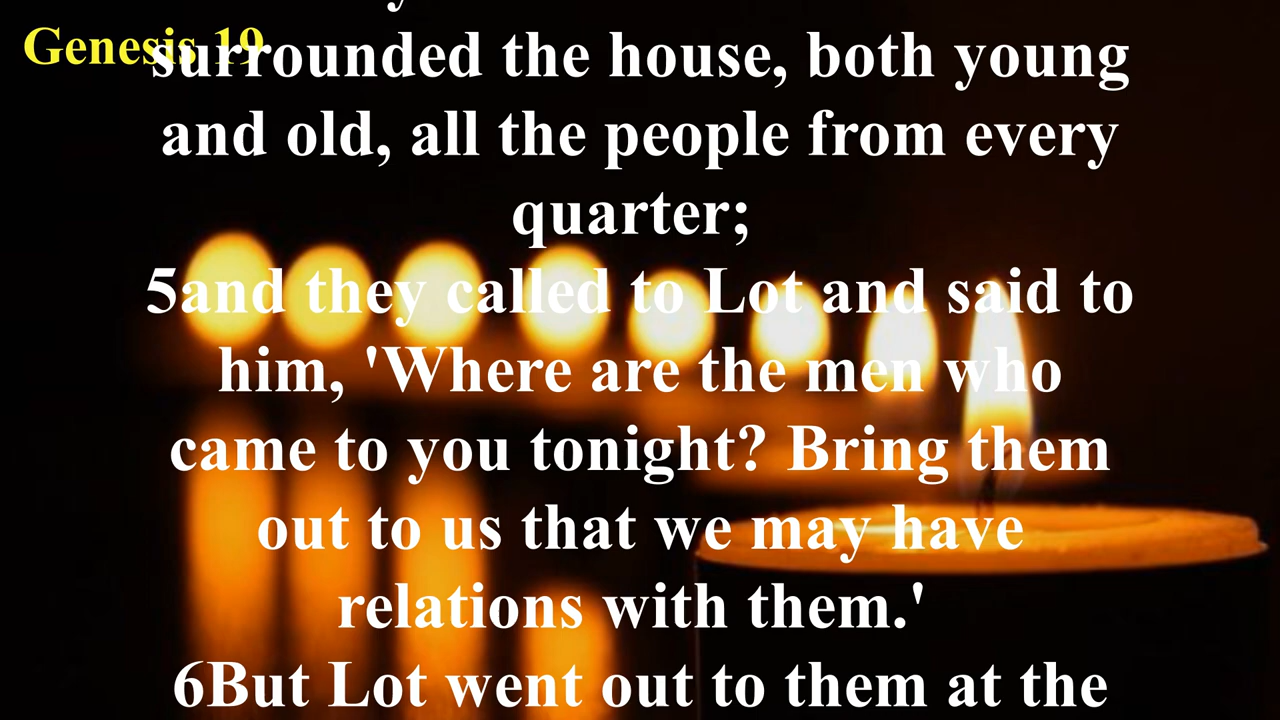 Genesis 19
surrounded the house, both young
and old, all the people from every
quarter;
5and they called to Lot and said to
him, 'Where are the men who
came to you tonight? Bring them
out to us that we may have
relations with them.'
6But Lot went out to them at the